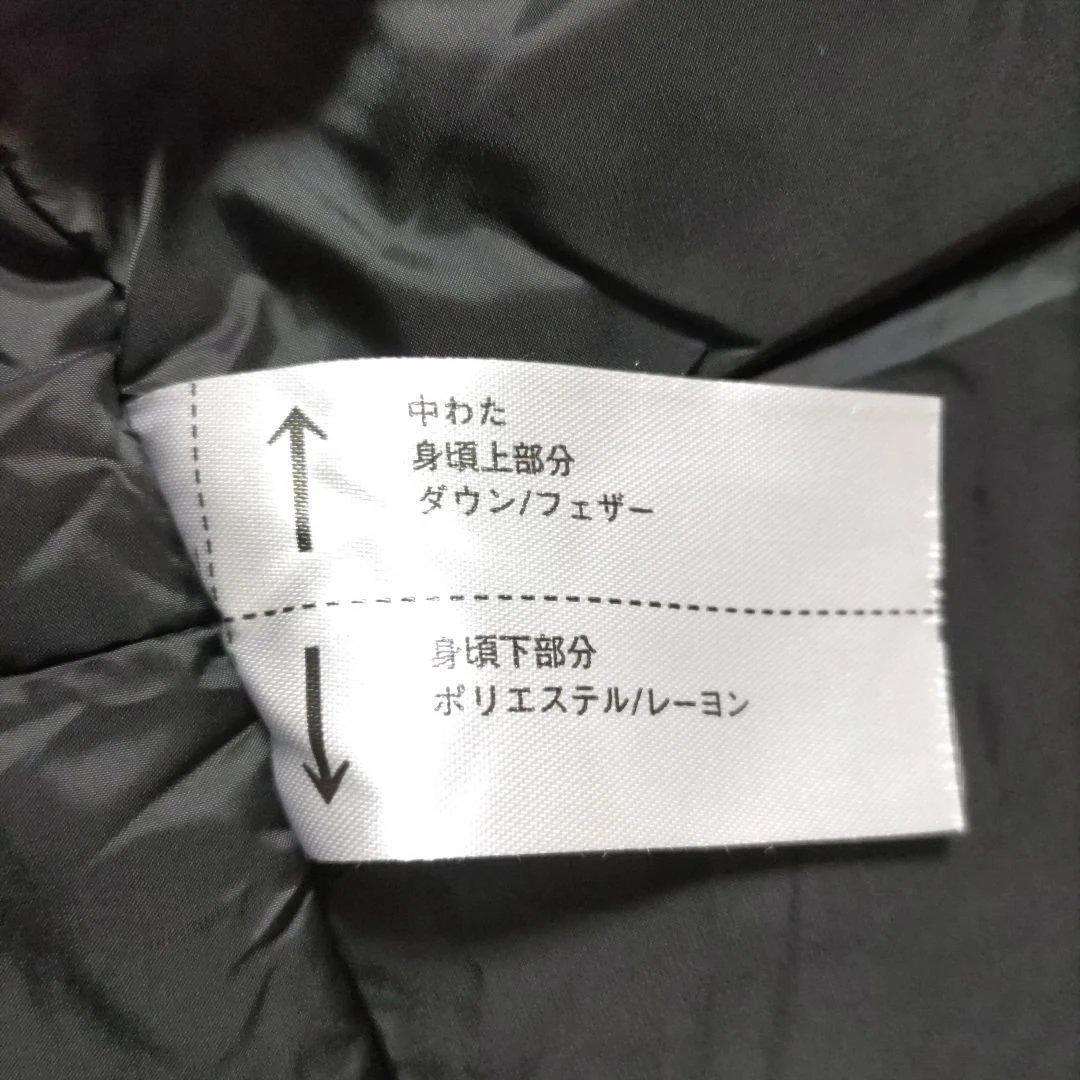 中わた
身頃上部分
ダウン/フェザー
身頃下部分
ポリエステル/レーヨン